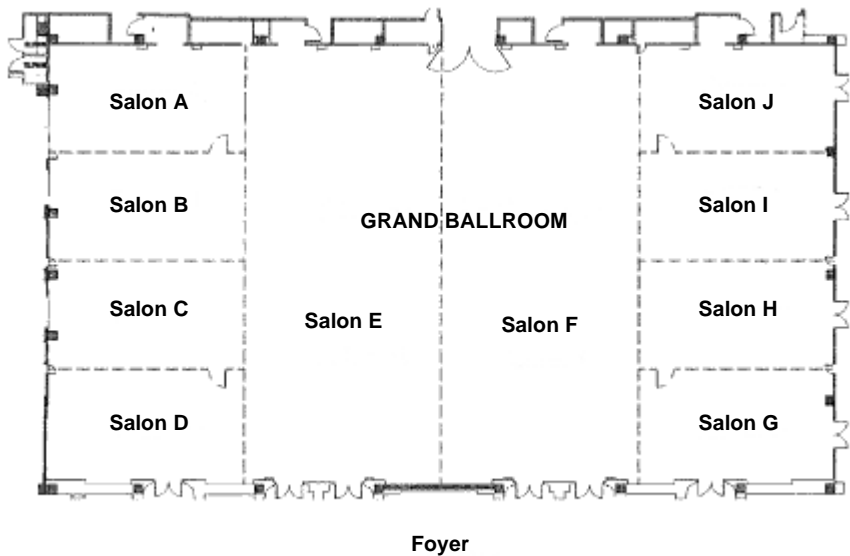 Salon A
Salon J
Salon B
Salon I
GRAND BALLROOM
Salon C
Salon H
Salon E
Salon F
Salon D
Salon G
Foyer